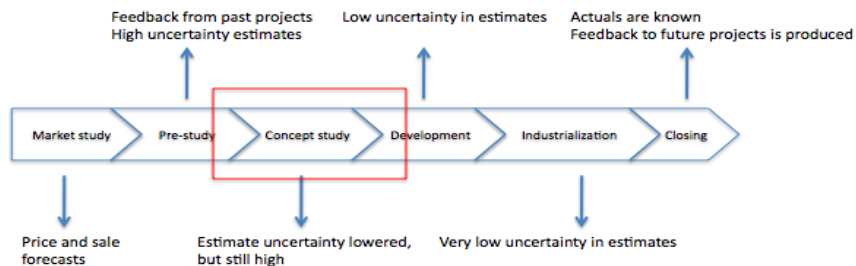 Feedback from past projects
High uncertainty estimates
Low uncertainty in estimates
Actuals are known
Feedback to future projects is produced
Market study
Pre-study
Concept study
Development
Industrialization
Closing
Price and sale
forecasts
Estimate uncertainty lowered,
but still high
Very low uncertainty in estimates